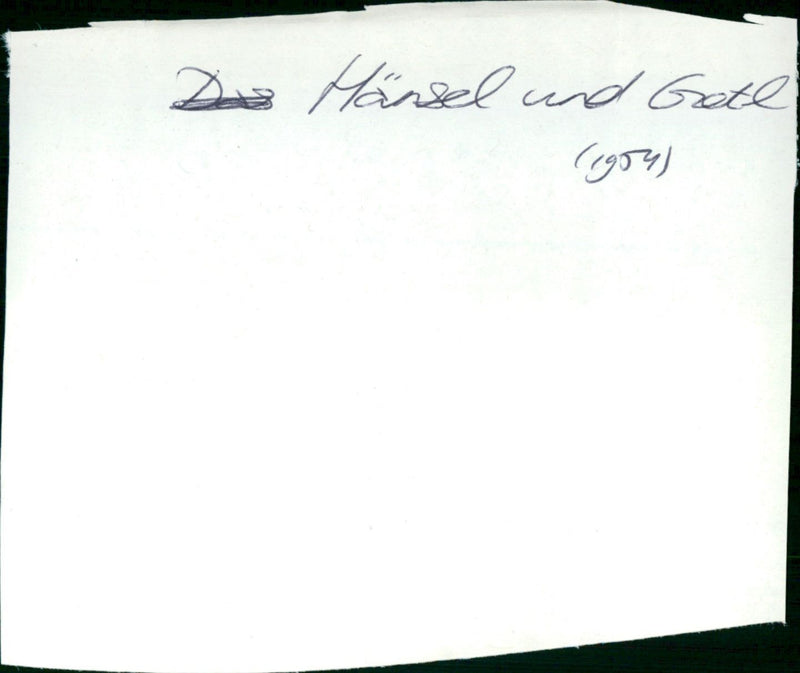 Das Hänsel und Gretl
(1954)